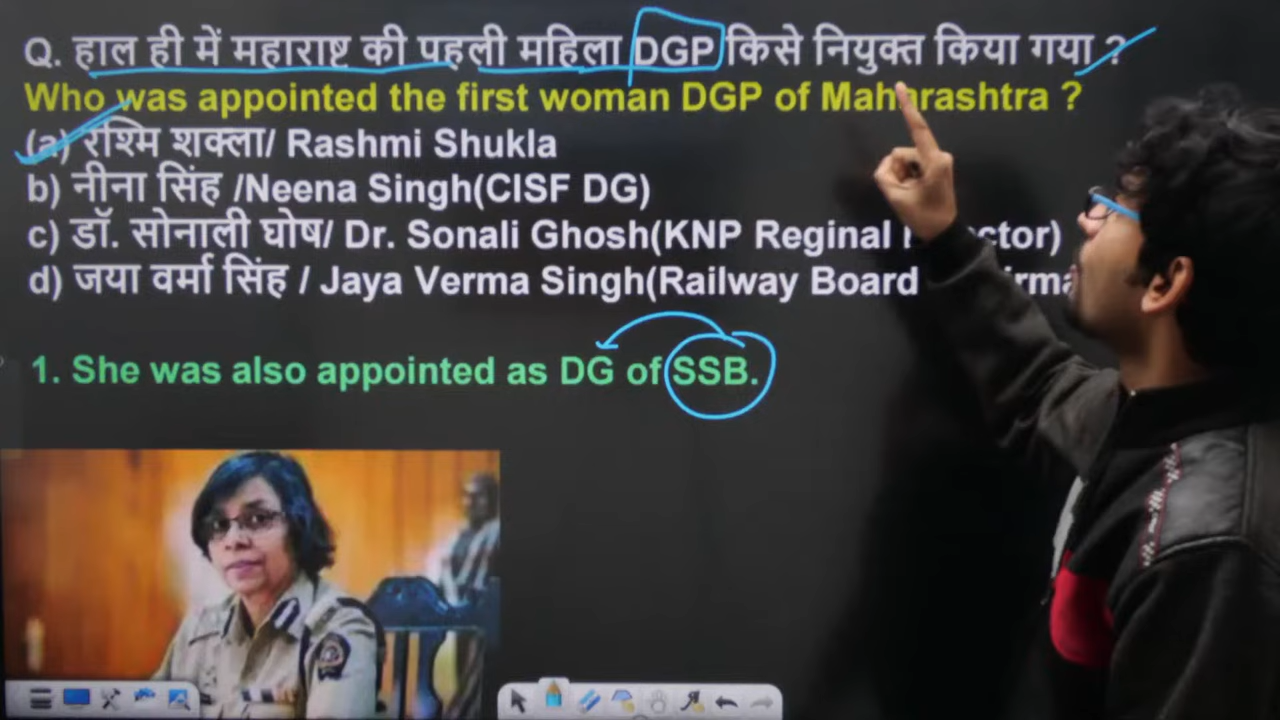 Q. हाल ही में महाराष्ट की पहली महिला DGP किसे नियुक्त किया गया ?
Who was appointed the first woman DGP of Maharashtra ?
(a) रश्मि शक्ला/ Rashmi Shukla
b) नीना सिंह /Neena Singh(CISF DG)
c) डॉ. सोनाली घोष/ Dr. Sonali Ghosh(KNP Reginal
d) जया वर्मा सिंह / Jaya Verma Singh(Railway Board
1. She was also appointed as DG of SSB.